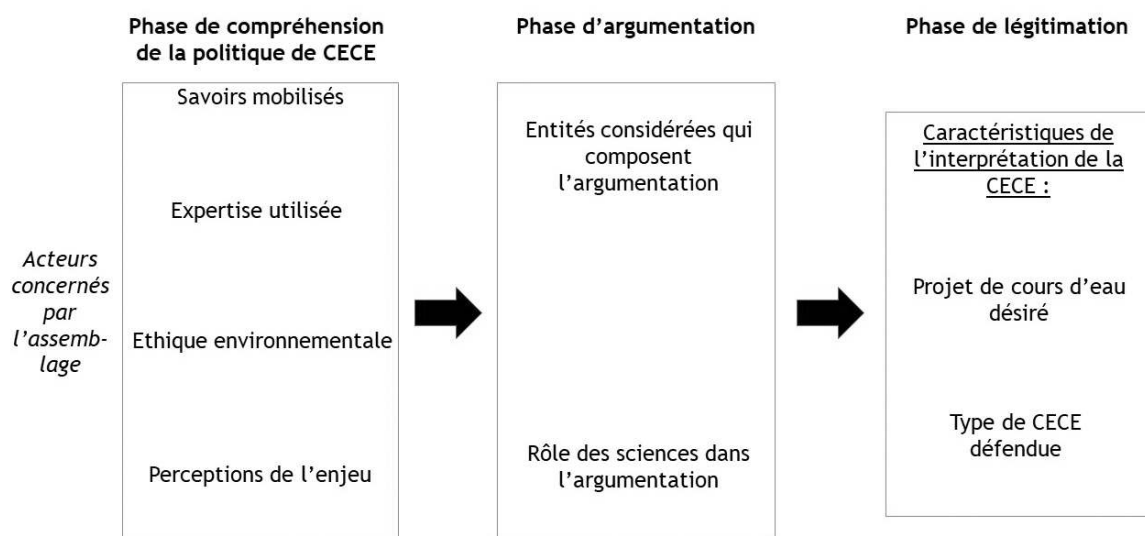 Phase de compréhension
de la politique de CECE
Phase d’argumentation
Phase de légitimation
Acteurs
concernés
par
l’assemb-
lage
Savoirs mobilisés
Expertise utilisée
Ethique environnementale
Perceptions de l’enjeu
Entités considérées qui
composent
l’argumentation
Rôle des sciences dans
l’argumentation
Caractéristiques de
l’interprétation de la
CECE :
Projet de cours d’eau
désiré
Type de CECE
défendue